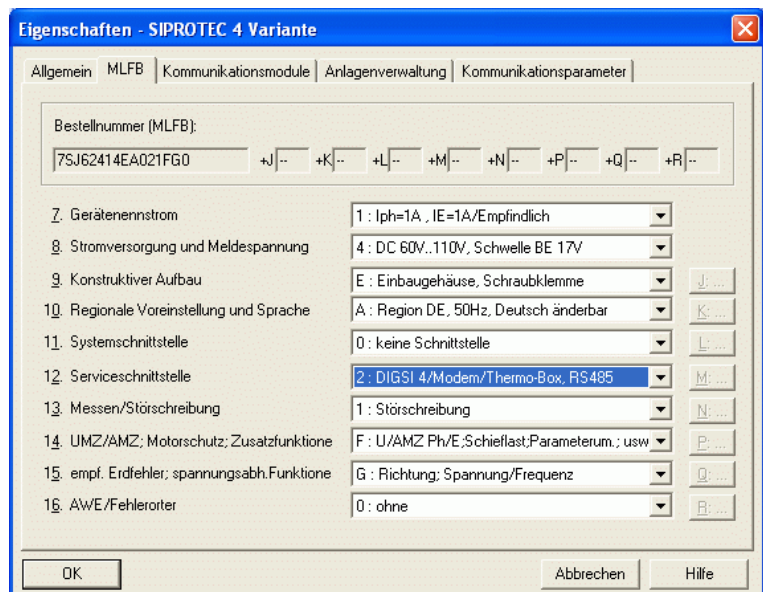 Eigenschaften - SIPROTEC 4 Variante
Allgemein MLFB Kommunikationsmodule Anlagenverwaltung Kommunikationsparameter
Bestellnummer (MLFB):
7SJ62414EA021FG0 +J -- +K -- +L -- +M -- +N -- +P -- +Q -- +R --
7. Gerätenennstrom 1 : Iph=1A , IE=1A/Empfindlich
8. Stromversorgung und Meldespannung 4 : DC 60V..110V, Schwelle BE 17V
9. Konstruktiver Aufbau E : Einbaugehäuse, Schraubklemme J: ...
10. Regionale Voreinstellung und Sprache A : Region DE, 50Hz, Deutsch änderbar K: ...
11. Systemschnittstelle 0 : keine Schnittstelle L: ...
12. Serviceschnittstelle 2 : DIGSI 4/Modem/Thermo-Box, RS485 M: ...
13. Messen/Störschreibung 1 : Störschreibung N: ...
14. UMZ/AMZ; Motorschutz; Zusatzfunktione F : U/AMZ Ph/E;Schieflast;Parameterum.; usw P: ...
15. empf. Erdfehler; spannungsabh.Funktione G : Richtung; Spannung/Frequenz Q: ...
16. AWE/Fehlerorter 0 : ohne R: ...
OK Abbrechen Hilfe